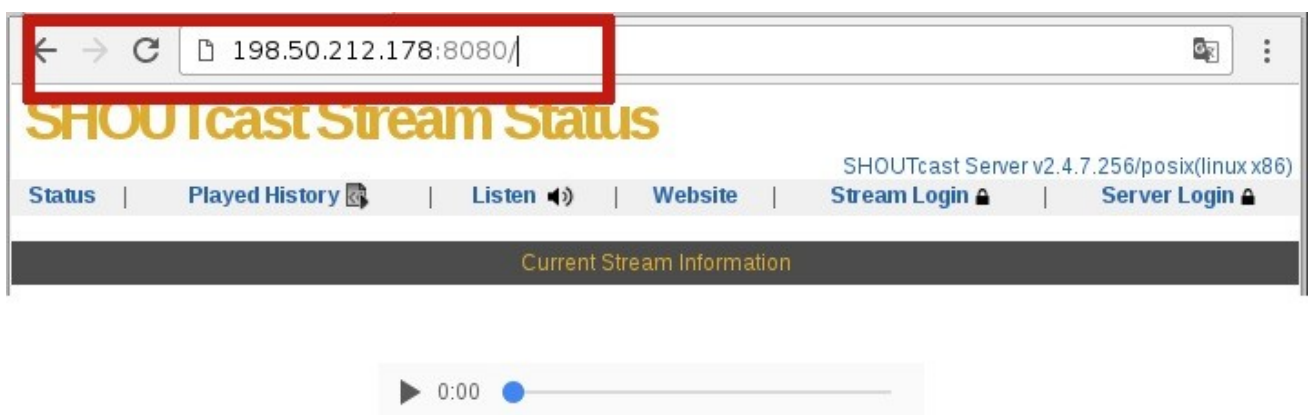 198.50.212.178:8080/
SHOUTcast Stream Status
SHOUTcast Server v2.4.7.256/posix(linux x86)
Status | Played History | Listen | Website | Stream Login | Server Login
Current Stream Information
0:00